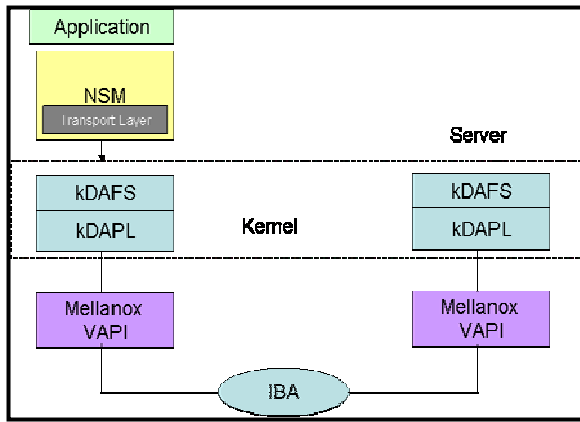 Application
NSM
Transport Layer
Server
kDAFS
kDAPL
Kernel
kDAFS
kDAPL
Mellanox
VAPI
Mellanox
VAPI
IBA